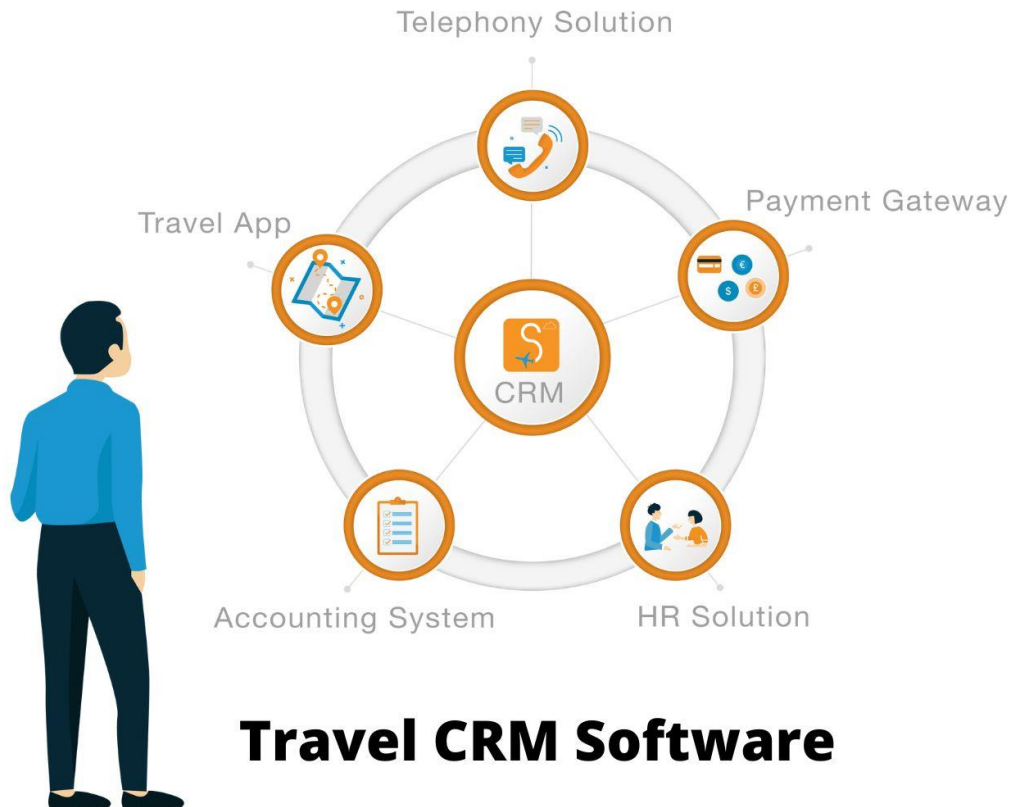 Telephony Solution
Payment Gateway
Travel App
€
$
£
S
CRM
Accounting System
HR Solution
Travel CRM Software